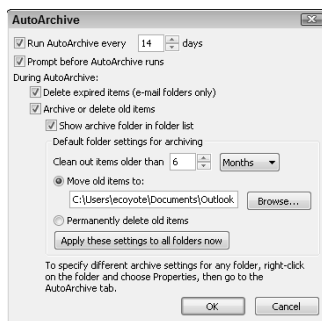 AutoArchive
Run AutoArchive every 14 days
Prompt before AutoArchive runs
During AutoArchive:
Delete expired items (e-mail folders only)
Archive or delete old items
Show archive folder in folder list
Default folder settings for archiving
Clean out items older than 6 Months
Move old items to:
C:\Users\ecoyote\Documents\Outlook Browse...
Permanently delete old items
Apply these settings to all folders now
To specify different archive settings for any folder, right-click
on the folder and choose Properties, then go to the
AutoArchive tab.
OK Cancel